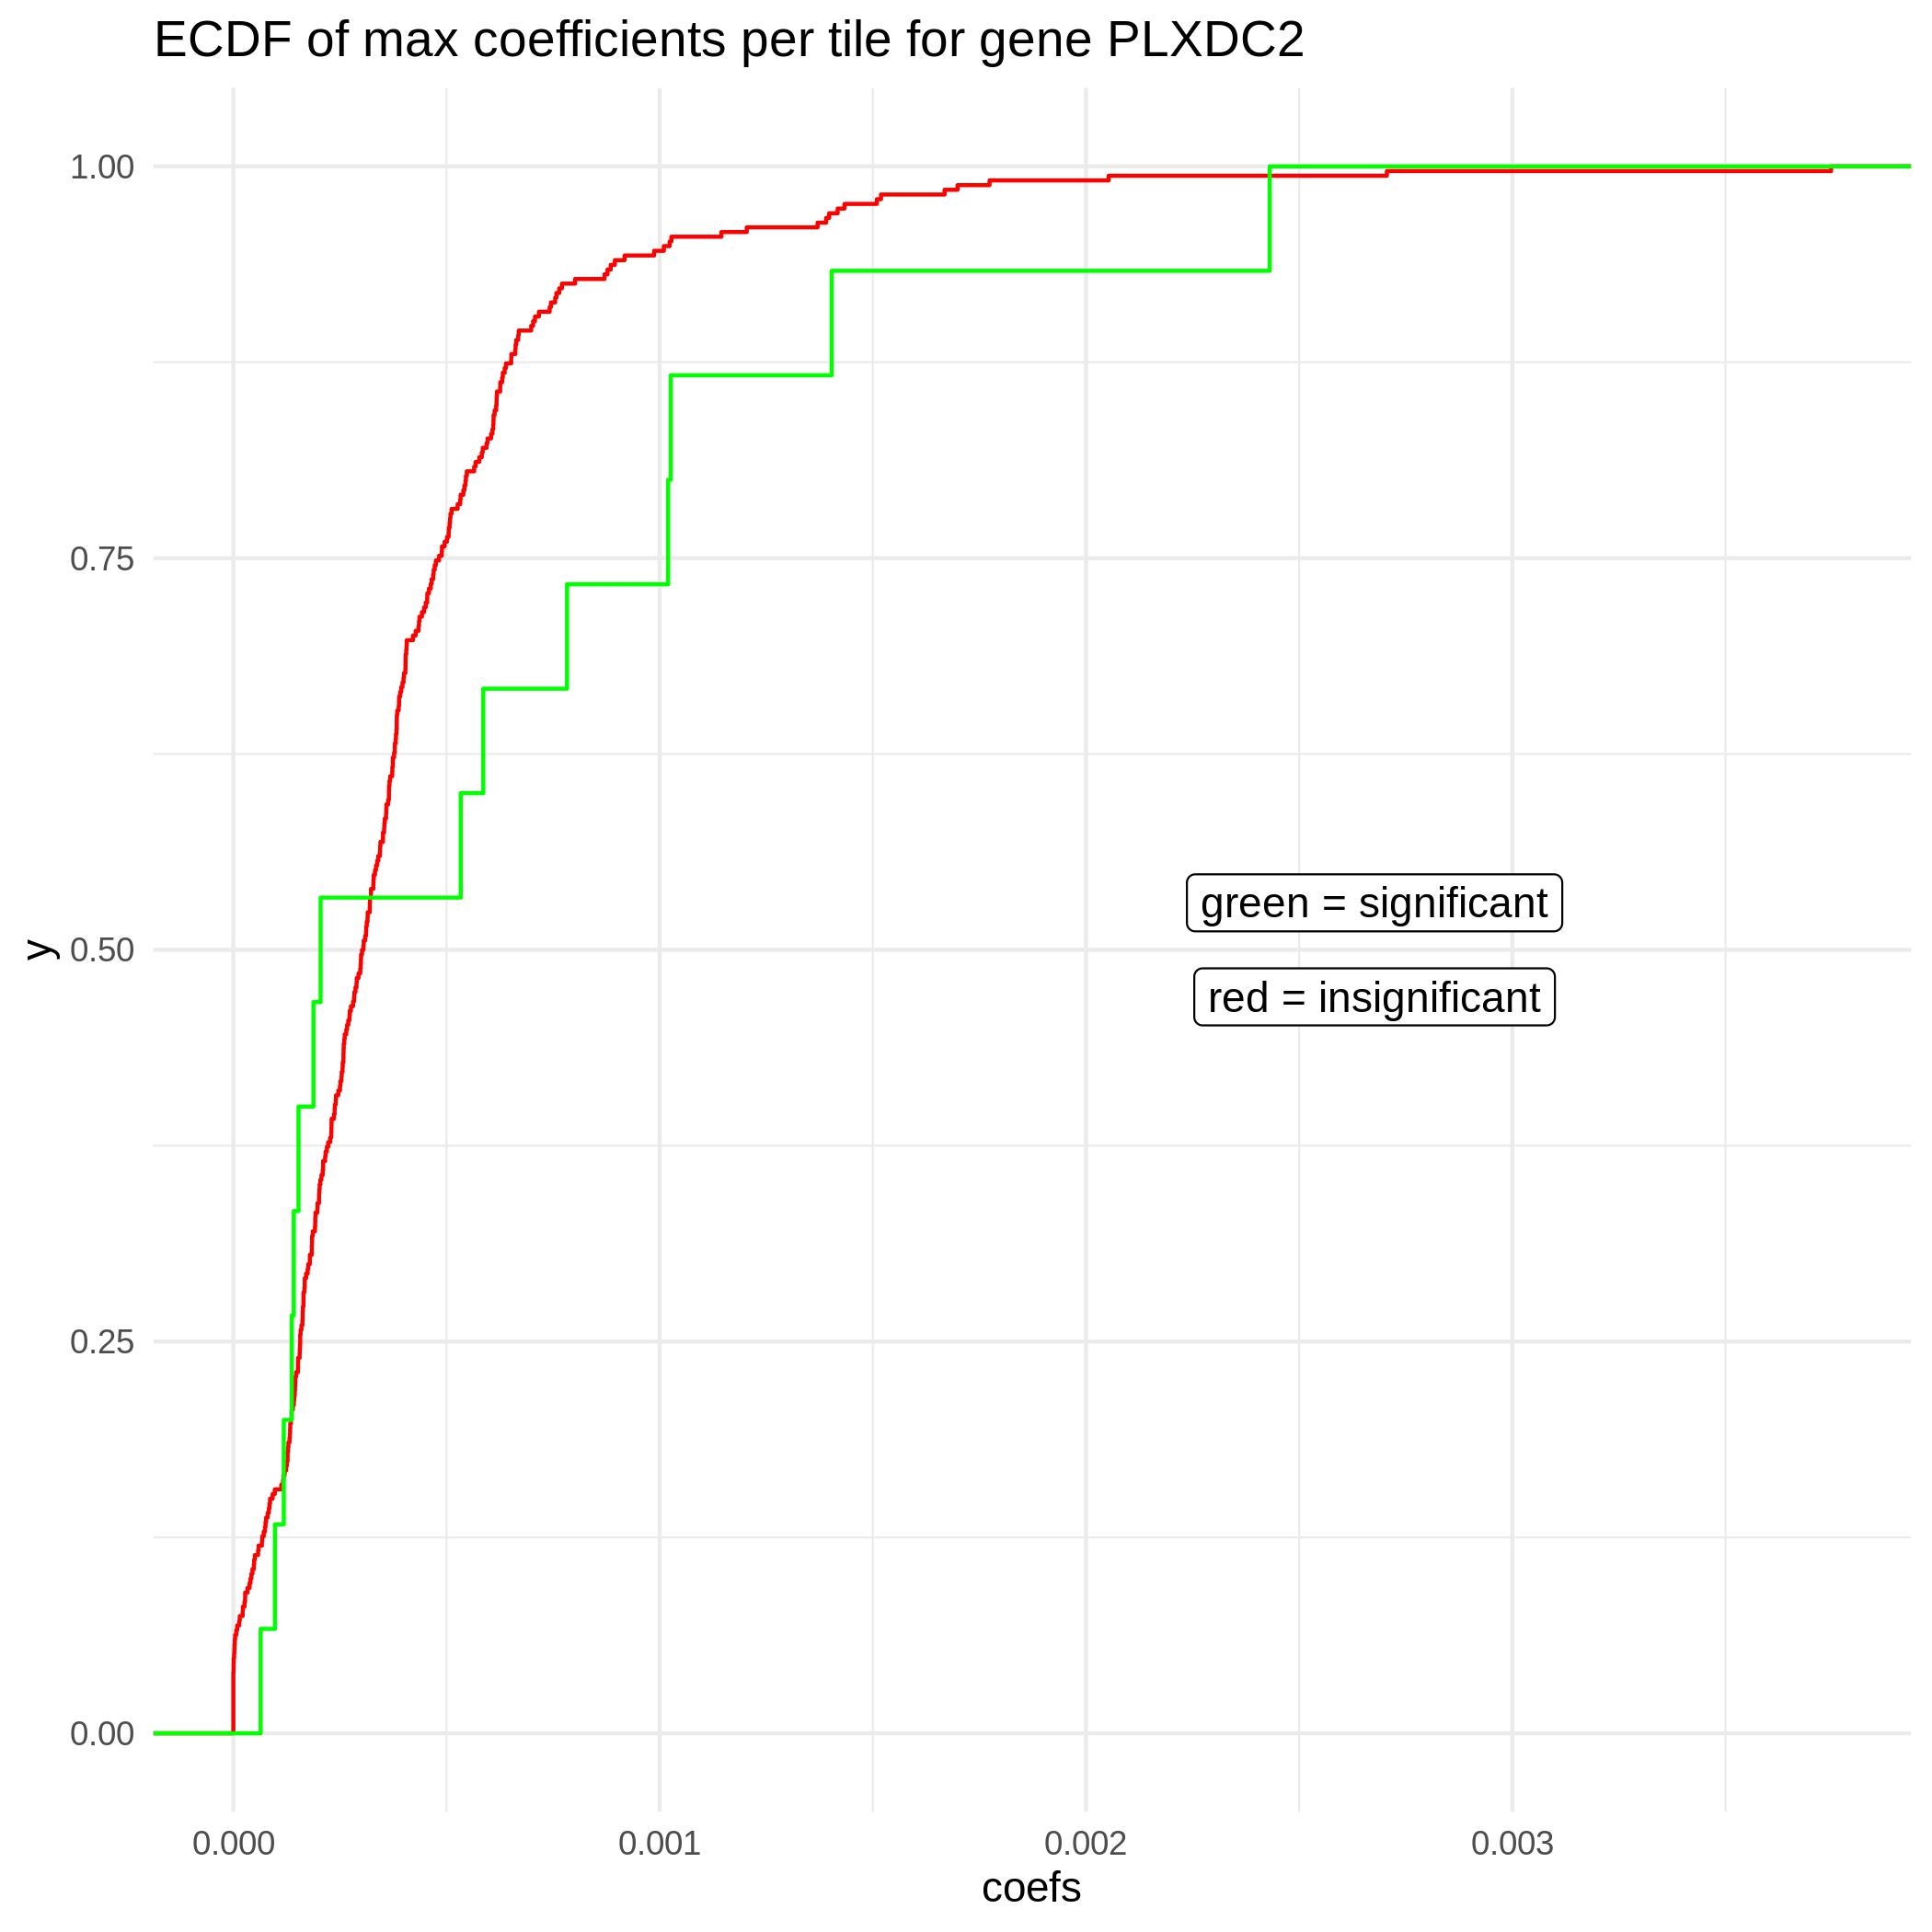 ECDF of max coefficients per tile for gene PLXDC2
1.00
0.75
0.50
0.25
0.00
y
green = significant
red = insignificant
0.000 0.001 0.002 0.003
coefs